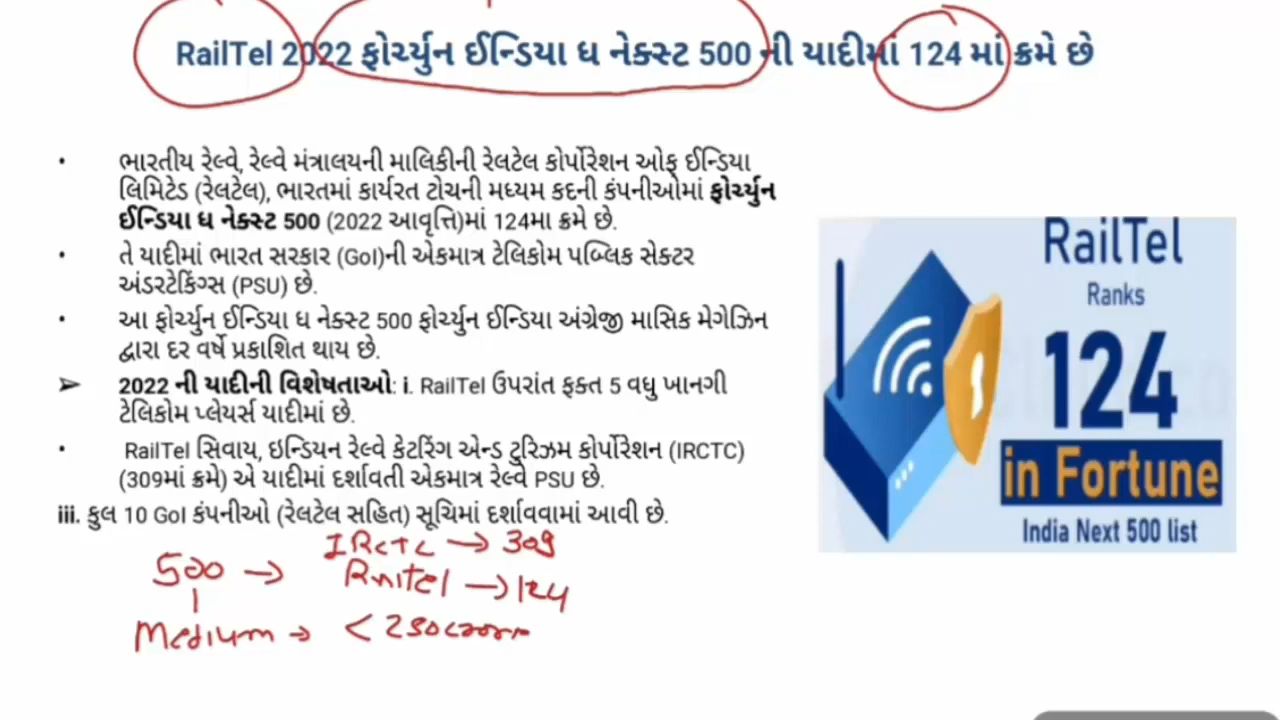 RailTel 2022 ફોર્ચ્યુન ઈન્ડિયા ધ નેક્સ્ટ 500 ની યાદીમાં 124 માં ક્રમે છે
• ભારતીય રેલ્વે, રેલ્વે મંત્રાલયની માલિકીની રેલટેલ કોર્પોરેશન ઓફ ઈન્ડિયા
લિમિટેડ (રેલટેલ), ભારતમાં કાર્યરત ટોચની મધ્યમ કદની કંપનીઓમાં ફોર્ચ્યુન
ઈન્ડિયા ધ નેક્સ્ટ 500 (2022 આવૃત્તિ)માં 124મા ક્રમે છે.
• તે યાદીમાં ભારત સરકાર (GoI)ની એકમાત્ર ટેલિકોમ પબ્લિક સેક્ટર
અંડરટેકિંગ્સ (PSU) છે.
• આ ફોર્ચ્યુન ઈન્ડિયા ધ નેક્સ્ટ 500 ફોર્ચ્યુન ઈન્ડિયા અંગ્રેજી માસિક મેગેઝિન
દ્વારા દર વર્ષે પ્રકાશિત થાય છે.
➢ 2022 ની યાદીની વિશેષતાઓ: i. RailTel ઉપરાંત ફક્ત 5 વધુ ખાનગી
ટેલિકોમ પ્લેયર્સ યાદીમાં છે.
• RailTel સિવાય, ઇન્ડિયન રેલ્વે કેટરિંગ એન્ડ ટુરિઝમ કોર્પોરેશન (IRCTC)
(309માં ક્રમે) એ યાદીમાં દર્શાવતી એકમાત્ર રેલ્વે PSU છે.
iii. કુલ 10 GoI કંપનીઓ (રેલટેલ સહિત) સૂચિમાં દર્શાવવામાં આવી છે.
RailTel
Ranks
124
in Fortune
India Next 500 list
IRCTC → 309
500 → Railtel → 124
Medium → <